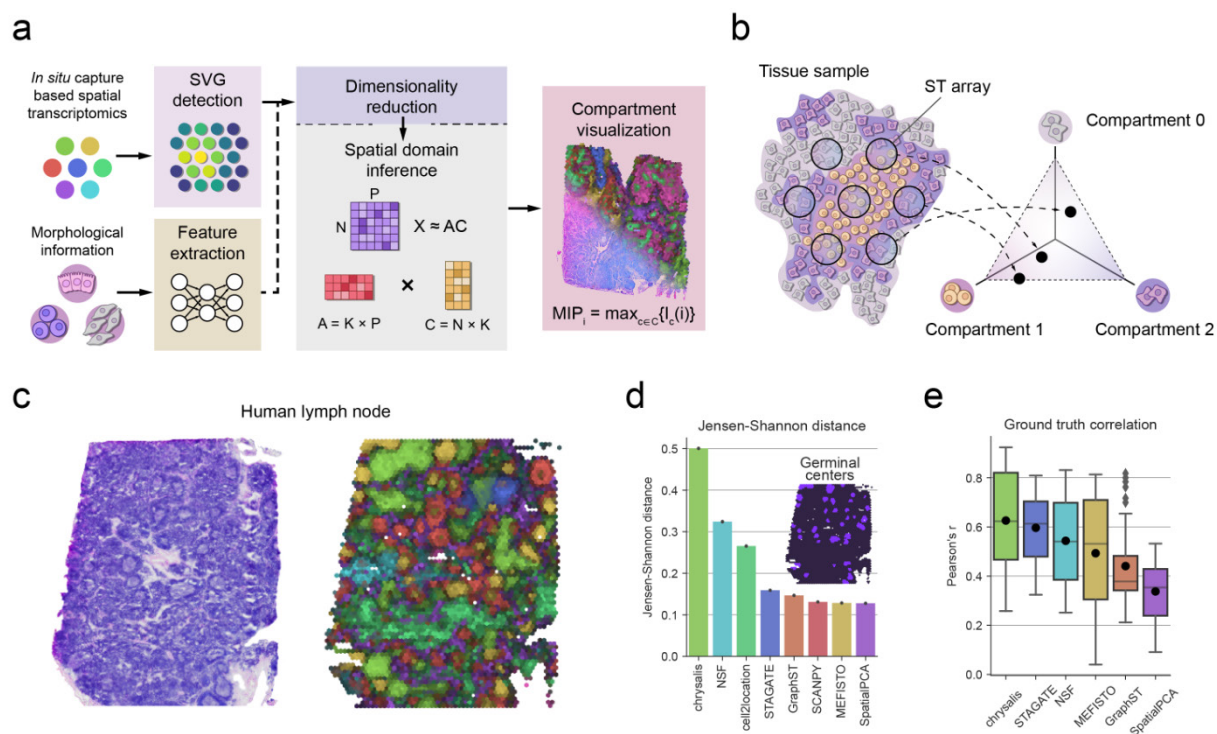 a
In situ capture
based spatial
transcriptomics
SVG
detection
Morphological
information
Feature
extraction
Dimensionality
reduction
Spatial domain
inference
P
N
X ≈ AC
×
A = K × P
C = N × K
Compartment
visualization
MIPᵢ = max_{c∈C}{I_c(i)}
b
Tissue sample
ST array
Compartment 0
Compartment 1
Compartment 2
c
Human lymph node
d
Jensen-Shannon distance
Germinal
centers
Jensen-Shannon distance
0.5
0.4
0.3
0.2
0.1
0.0
chrysalis
NSF
cell2location
STAGATE
GraphST
SCANPY
MEFISTO
SpatialPCA
e
Ground truth correlation
Pearson's r
0.8
0.6
0.4
0.2
0.0
chrysalis
STAGATE
NSF
MEFISTO
GraphST
SpatialPCA